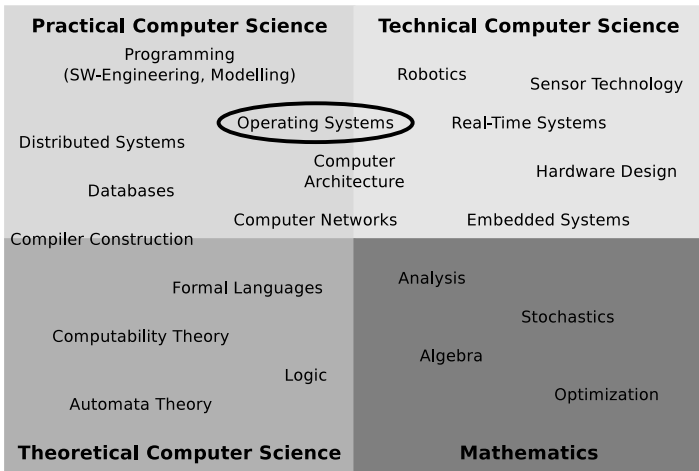 Practical Computer Science
Technical Computer Science
Programming
(SW-Engineering, Modelling)
Robotics
Sensor Technology
Operating Systems
Real-Time Systems
Distributed Systems
Computer
Architecture
Hardware Design
Databases
Computer Networks
Embedded Systems
Compiler Construction
Formal Languages
Analysis
Stochastics
Computability Theory
Algebra
Logic
Optimization
Automata Theory
Theoretical Computer Science
Mathematics